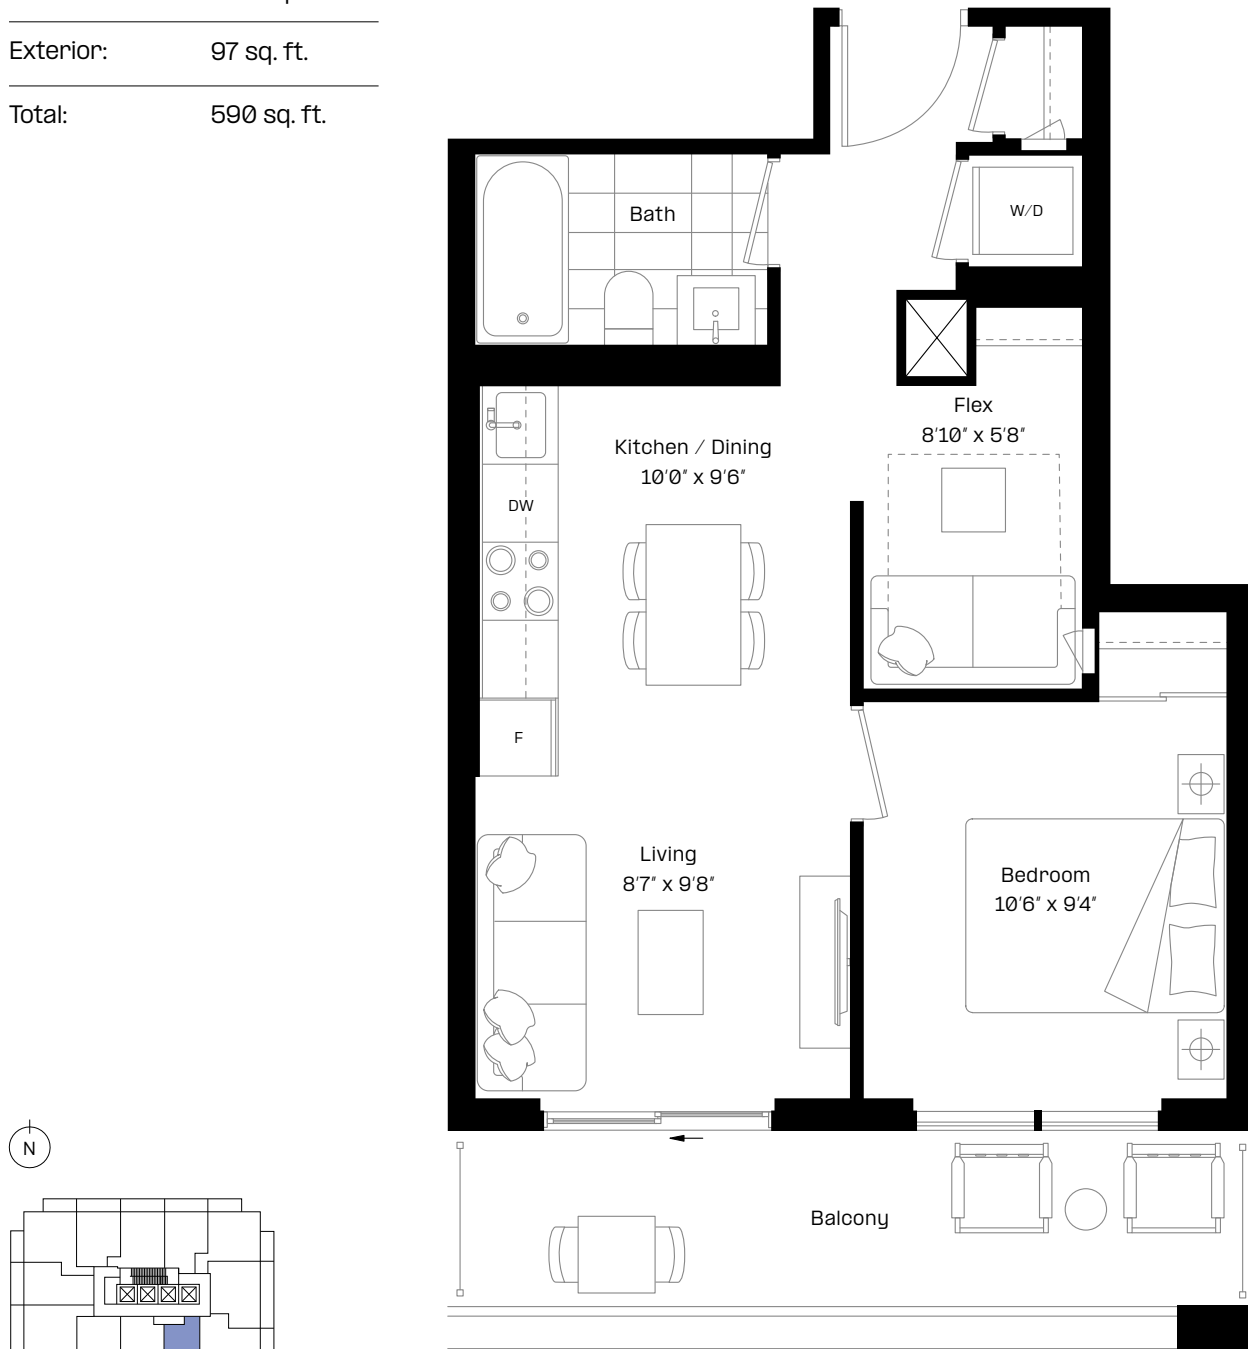 Exterior: 97 sq. ft.
Total: 590 sq. ft.
Bath
W/D
Flex
8'10" x 5'8"
Kitchen / Dining
10'0" x 9'6"
DW
F
Living
8'7" x 9'8"
Bedroom
10'6" x 9'4"
N
Balcony